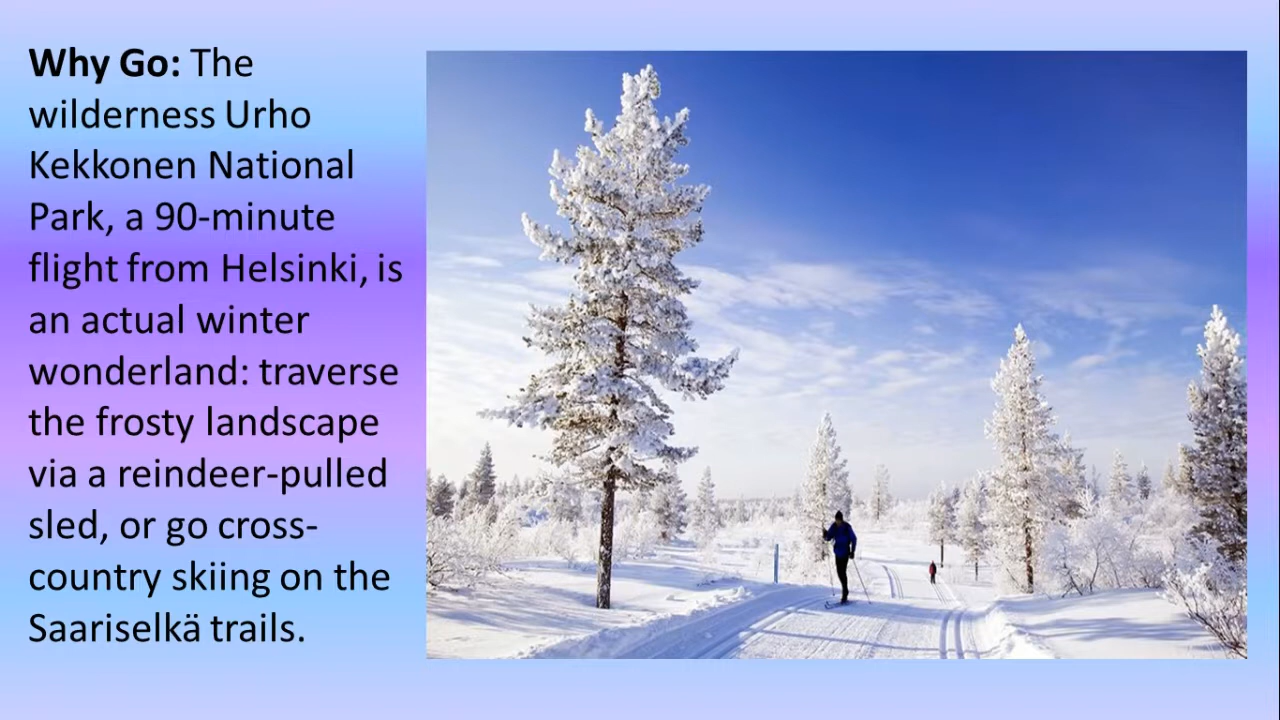 Why Go: The
wilderness Urho
Kekkonen National
Park, a 90-minute
flight from Helsinki, is
an actual winter
wonderland: traverse
the frosty landscape
via a reindeer-pulled
sled, or go cross-
country skiing on the
Saariselkä trails.